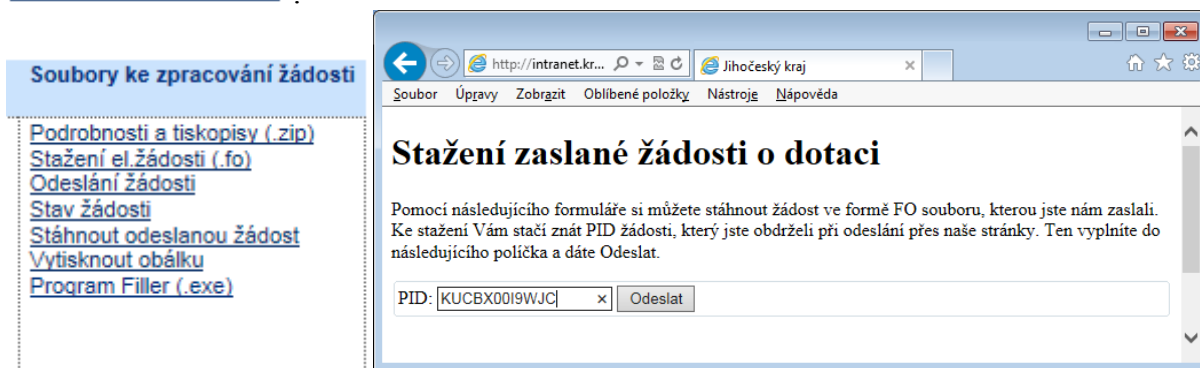 Soubory ke zpracování žádosti
Podrobnosti a tiskopisy (.zip)
Stažení el.žádosti (.fo)
Odeslání žádosti
Stav žádosti
Stáhnout odeslanou žádost
Vytisknout obálku
Program Filler (.exe)
http://intranet.kr...
Jihočeský kraj
Soubor Úpravy Zobrazit Oblíbené položky Nástroje Nápověda
Stažení zaslané žádosti o dotaci
Pomocí následujícího formuláře si můžete stáhnout žádost ve formě FO souboru, kterou jste nám zaslali.
Ke stažení Vám stačí znát PID žádosti, který jste obdrželi při odeslání přes naše stránky. Ten vyplníte do
následujícího políčka a dáte Odeslat.
PID: KUCBX00I9WJC × Odeslat